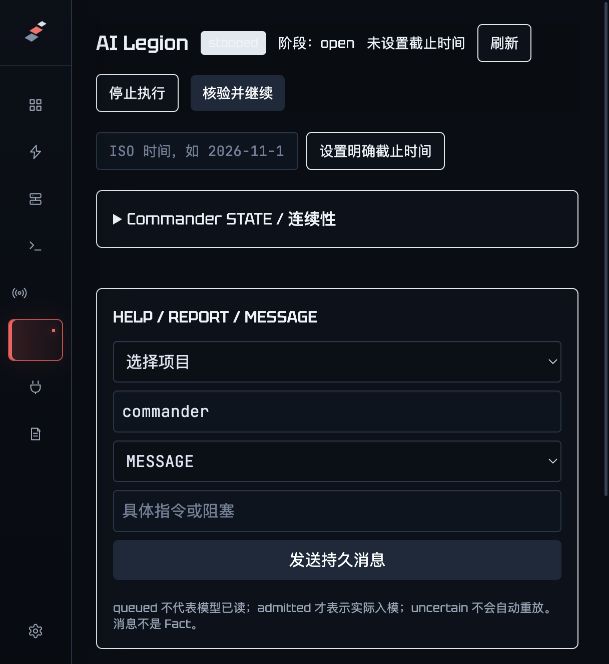 AI Legion stopped 阶段：open 未设置截止时间 刷新
停止执行 核验并继续
ISO 时间，如 2026-11-1 设置明确截止时间
▶ Commander STATE / 连续性
HELP / REPORT / MESSAGE
选择项目
commander
MESSAGE
具体指令或阻塞
发送持久消息
queued 不代表模型已读；admitted 才表示实际入模；uncertain 不会自动重放。
消息不是 Fact。